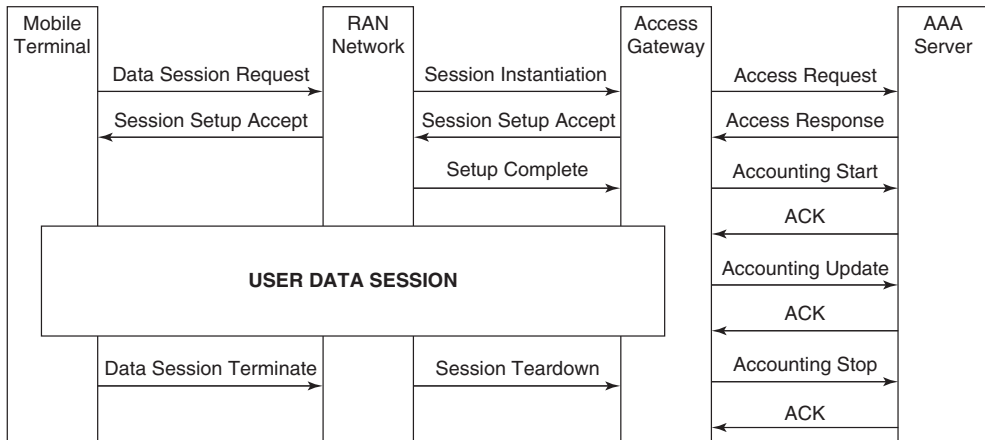 Mobile
Terminal
RAN
Network
Access
Gateway
AAA
Server
Data Session Request
Session Instantiation
Access Request
Session Setup Accept
Session Setup Accept
Access Response
Setup Complete
Accounting Start
ACK
USER DATA SESSION
Accounting Update
ACK
Data Session Terminate
Session Teardown
Accounting Stop
ACK